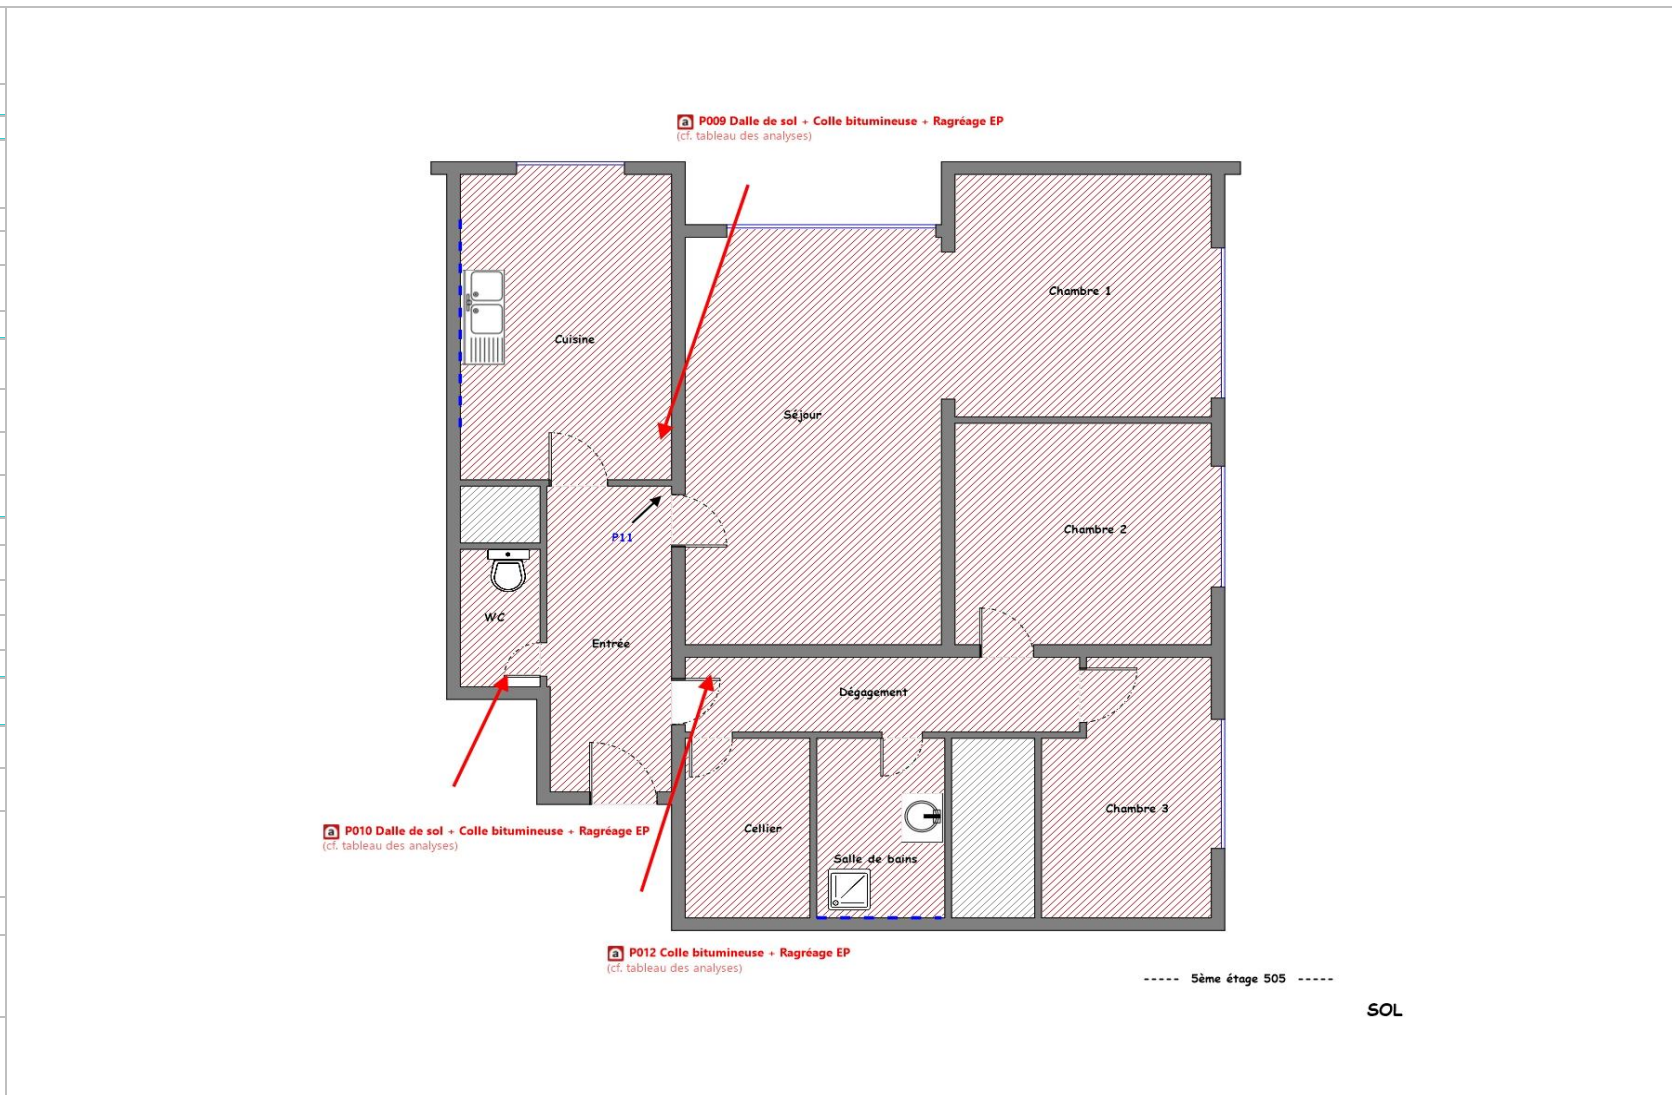 a P009 Dalle de sol + Colle bitumineuse + Ragréage EP
(cf. tableau des analyses)
Chambre 1
Cuisine
Séjour
Chambre 2
P11
WC
Entrée
Dégagement
Chambre 3
Cellier
a P010 Dalle de sol + Colle bitumineuse + Ragréage EP
(cf. tableau des analyses)
Salle de bains
a P012 Colle bitumineuse + Ragréage EP
(cf. tableau des analyses)
----- 5ème étage 505 -----
SOL